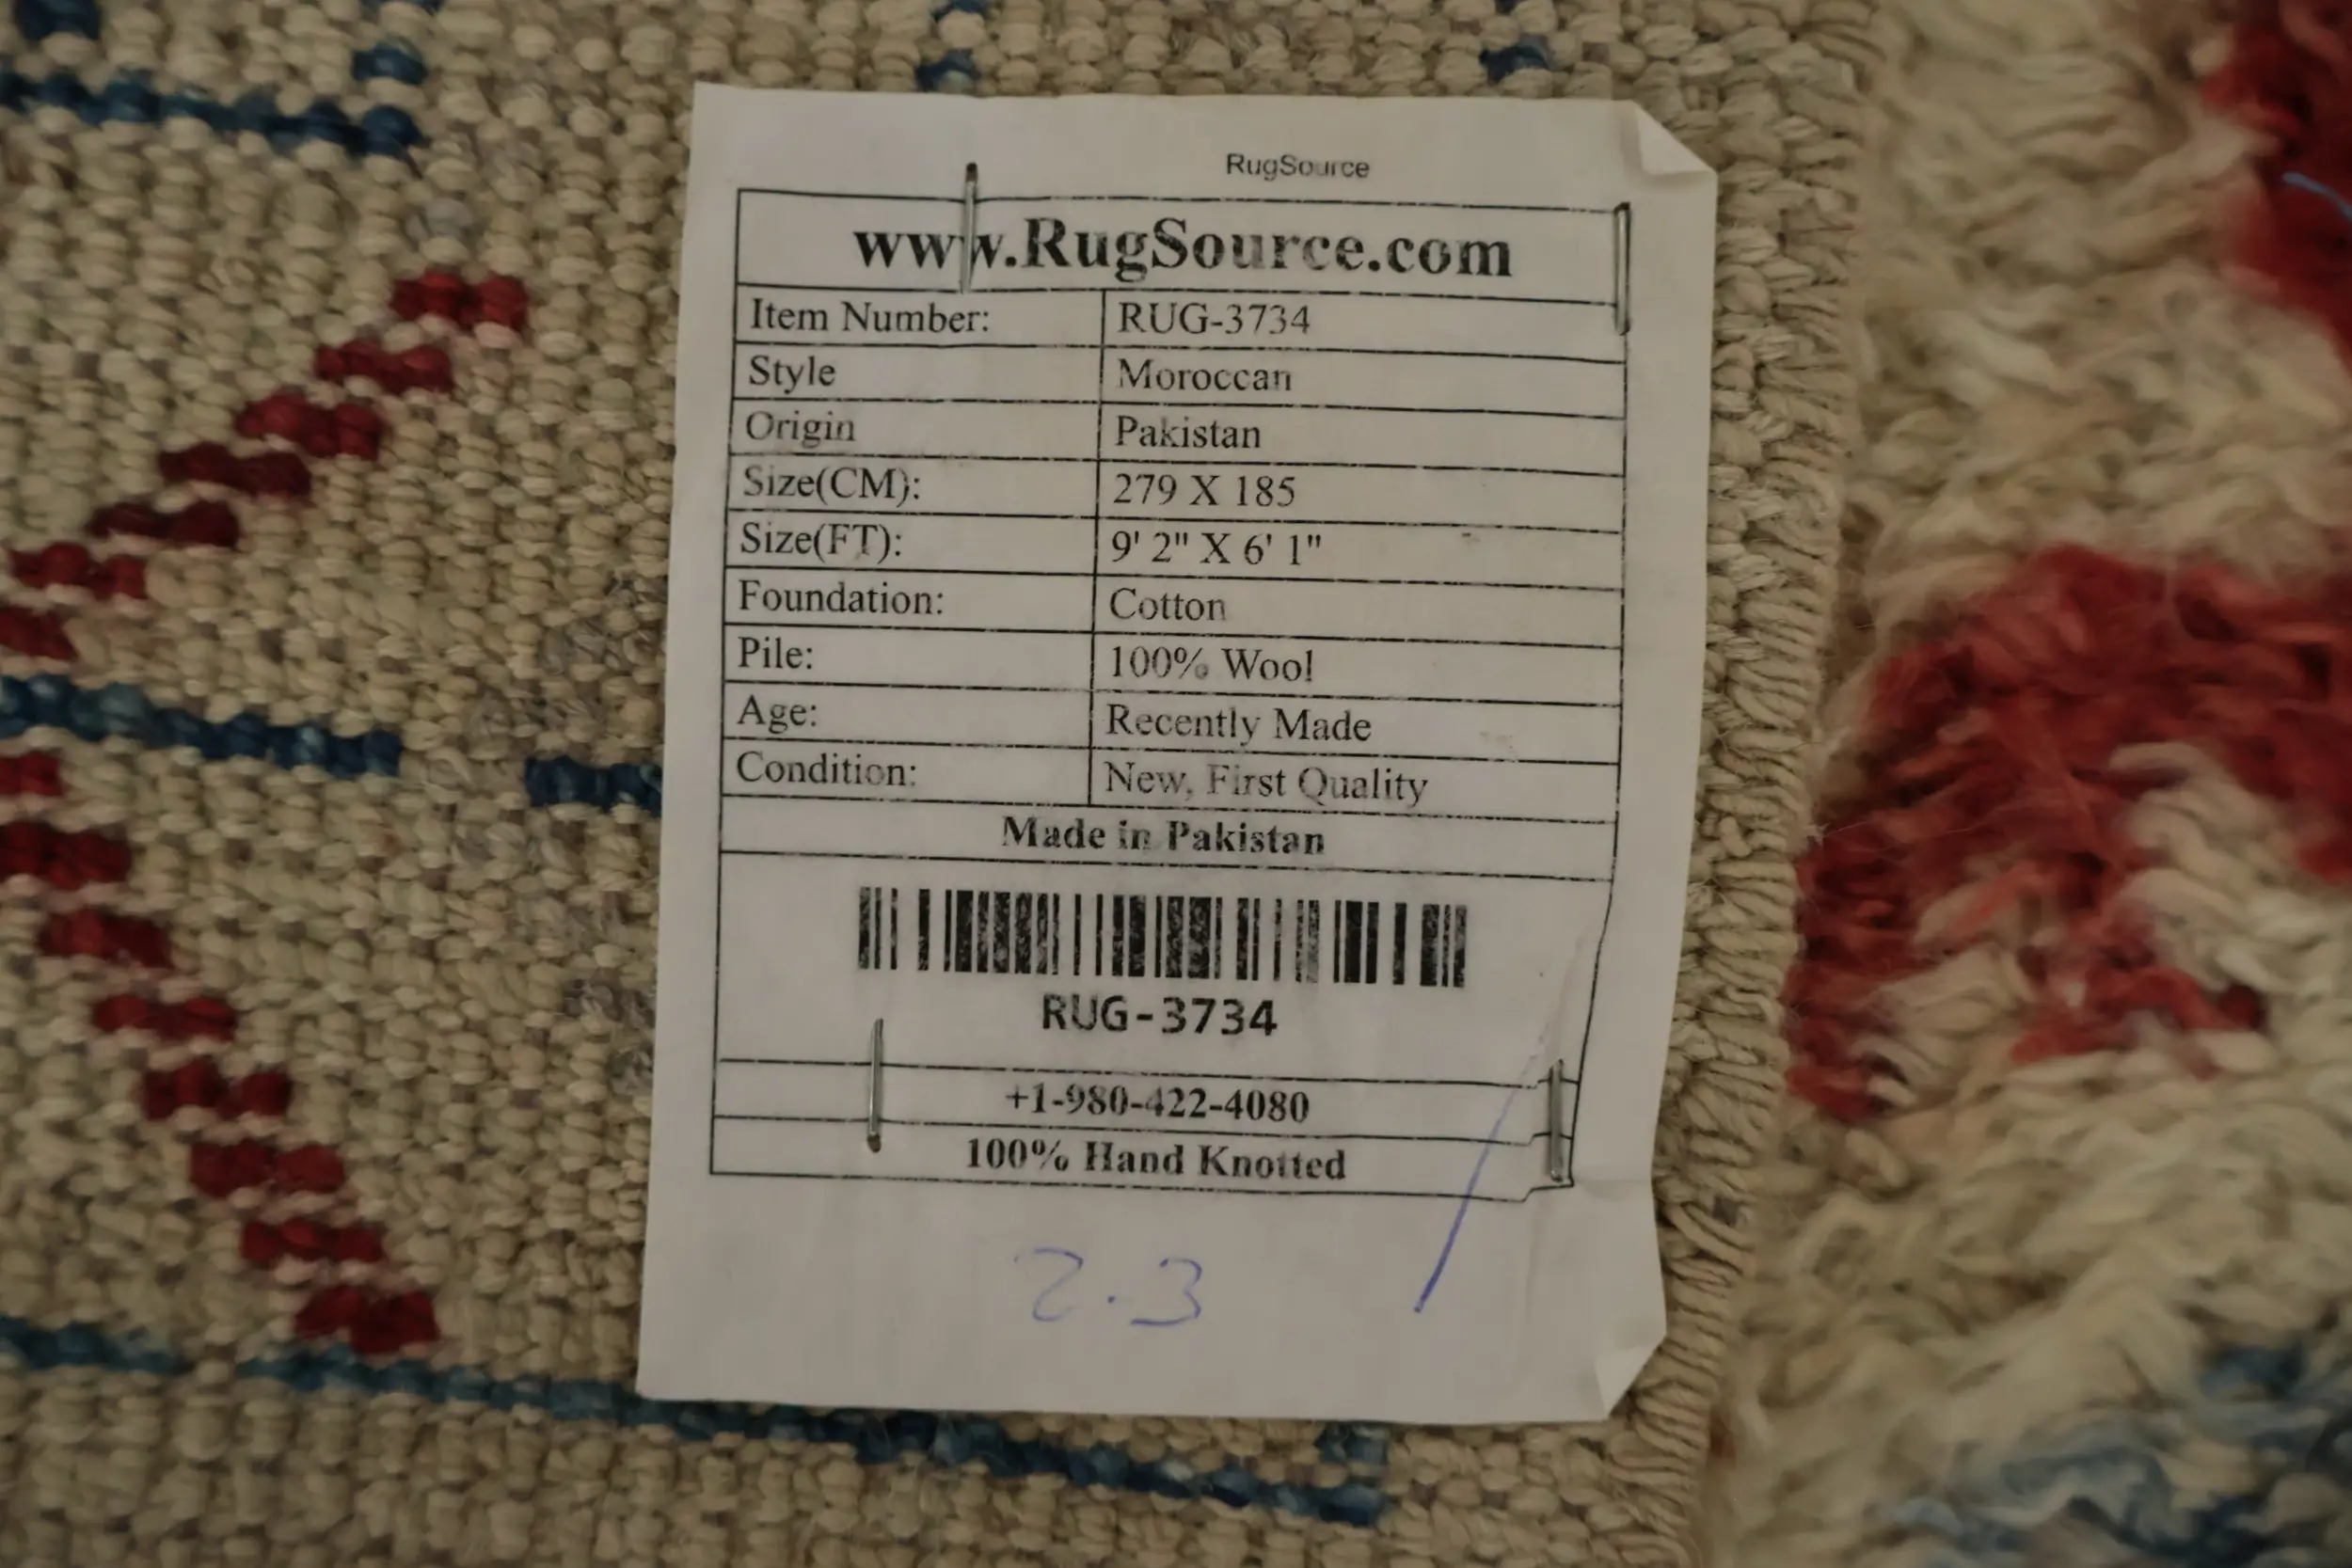 RugSource
www.RugSource.com
Item Number: RUG-3734
Style Moroccan
Origin Pakistan
Size(CM): 279 X 185
Size(FT): 9' 2" X 6' 1"
Foundation: Cotton
Pile: 100% Wool
Age: Recently Made
Condition: New, First Quality
Made in Pakistan
RUG-3734
+1-980-422-4080
100% Hand Knotted
2.3